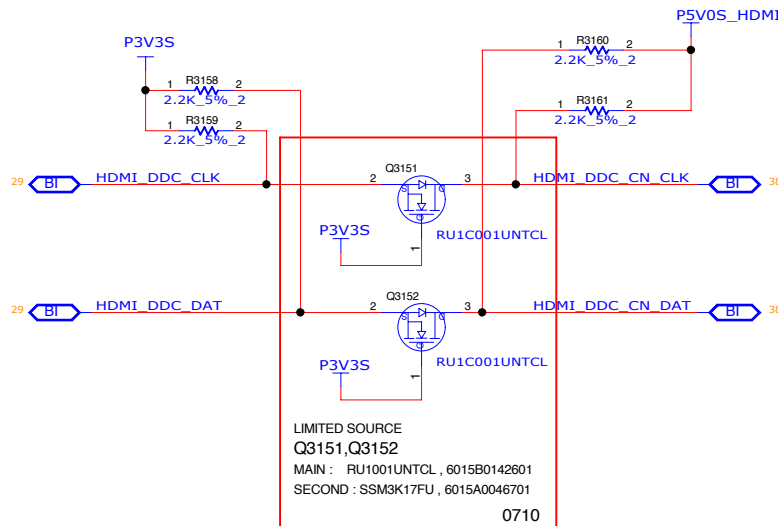 P5V0S_HDMI
P3V3S
1 R3160 2
2.2K_5%_2
1 R3158 2
2.2K_5%_2
1 R3161 2
2.2K_5%_2
1 R3159 2
2.2K_5%_2
29 BI HDMI_DDC_CLK 2 Q3151 3 HDMI_DDC_CN_CLK BI 38
S D
G
P3V3S
1
RU1C001UNTCL
29 BI HDMI_DDC_DAT 2 Q3152 3 HDMI_DDC_CN_DAT BI 38
S D
G
P3V3S
1
RU1C001UNTCL
LIMITED SOURCE
Q3151,Q3152
MAIN : RU1001UNTCL , 6015B0142601
SECOND : SSM3K17FU , 6015A0046701
0710